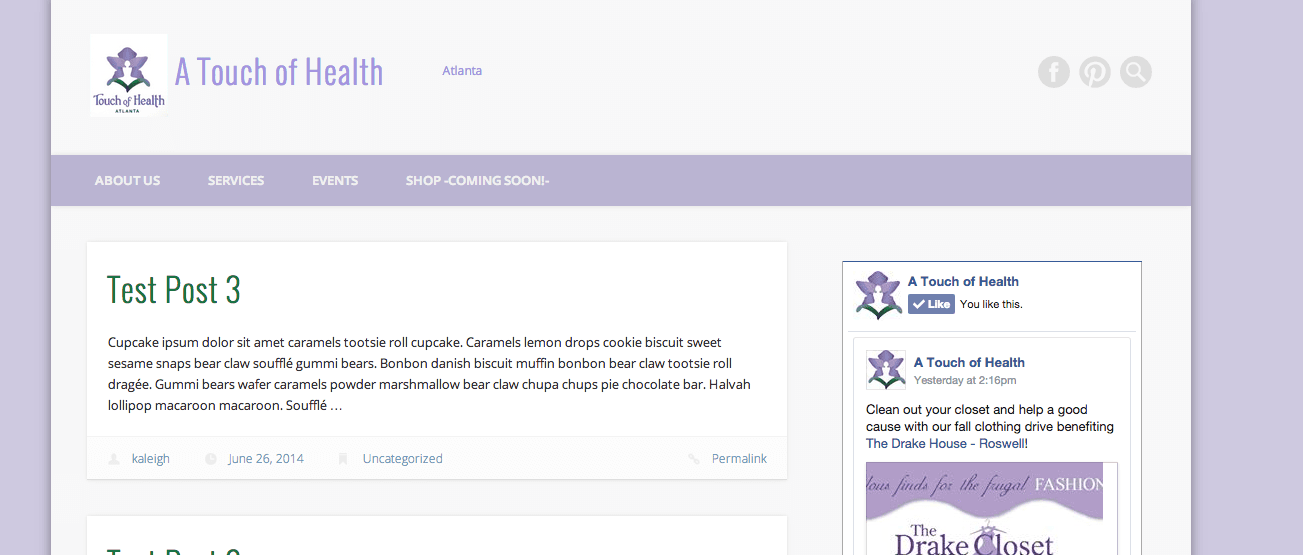 Touch of Health
ATLANTA
A Touch of Health
Atlanta
ABOUT US
SERVICES
EVENTS
SHOP -COMING SOON!-
Test Post 3
Cupcake ipsum dolor sit amet caramels tootsie roll cupcake. Caramels lemon drops cookie biscuit sweet
sesame snaps bear claw soufflé gummi bears. Bonbon danish biscuit muffin bonbon bear claw tootsie roll
dragée. Gummi bears wafer caramels powder marshmallow bear claw chupa chups pie chocolate bar. Halvah
lollipop macaroon macaroon. Soufflé …
kaleigh
June 26, 2014
Uncategorized
Permalink
A Touch of Health
Like
You like this.
A Touch of Health
Yesterday at 2:16pm
Clean out your closet and help a good
cause with our fall clothing drive benefiting
The Drake House - Roswell!
finds for the frugal FASHION
The
Drake Closet